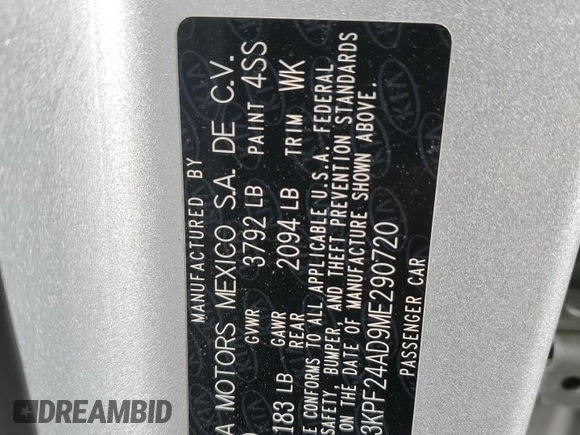 MANUFACTURED BY
A MOTORS MEXICO S.A. DE C.V.
GVWR 3792 LB PAINT 4SS
GAWR
183 LB REAR 2094 LB TRIM WK
E CONFORMS TO ALL APPLICABLE U.S.A. FEDERAL
SAFETY, BUMPER, AND THEFT PREVENTION STANDARDS
ON THE DATE OF MANUFACTURE SHOWN ABOVE.
3KPF24AD9ME290720
PASSENGER CAR
KIA
DREAMBID